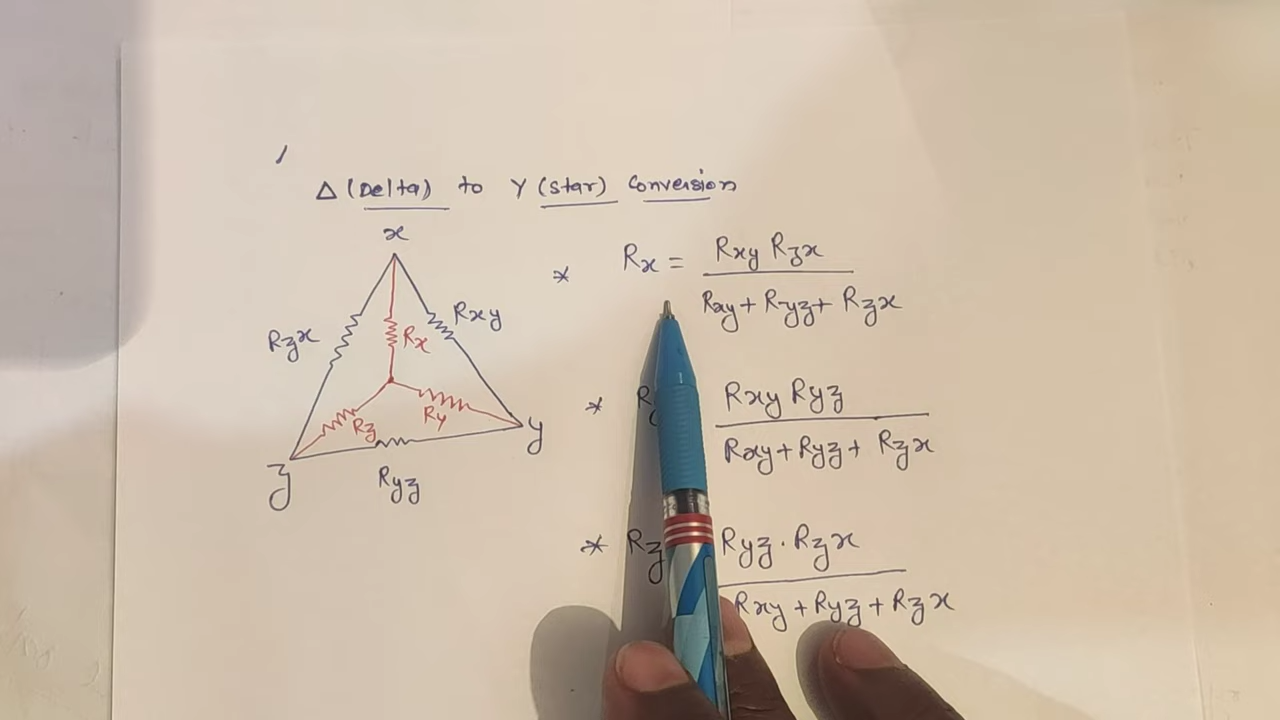 Δ (Delta) to Y (Star) Conversion
x
Rzx
Rxy
Rx
Rz
Ry
z
y
Ryz
* Rx = Rxy Rzx
Rxy + Ryz + Rzx
* Rxy Ryz
Rxy + Ryz + Rzx
* Rz Ryz . Rzx
Rxy + Ryz + Rzx